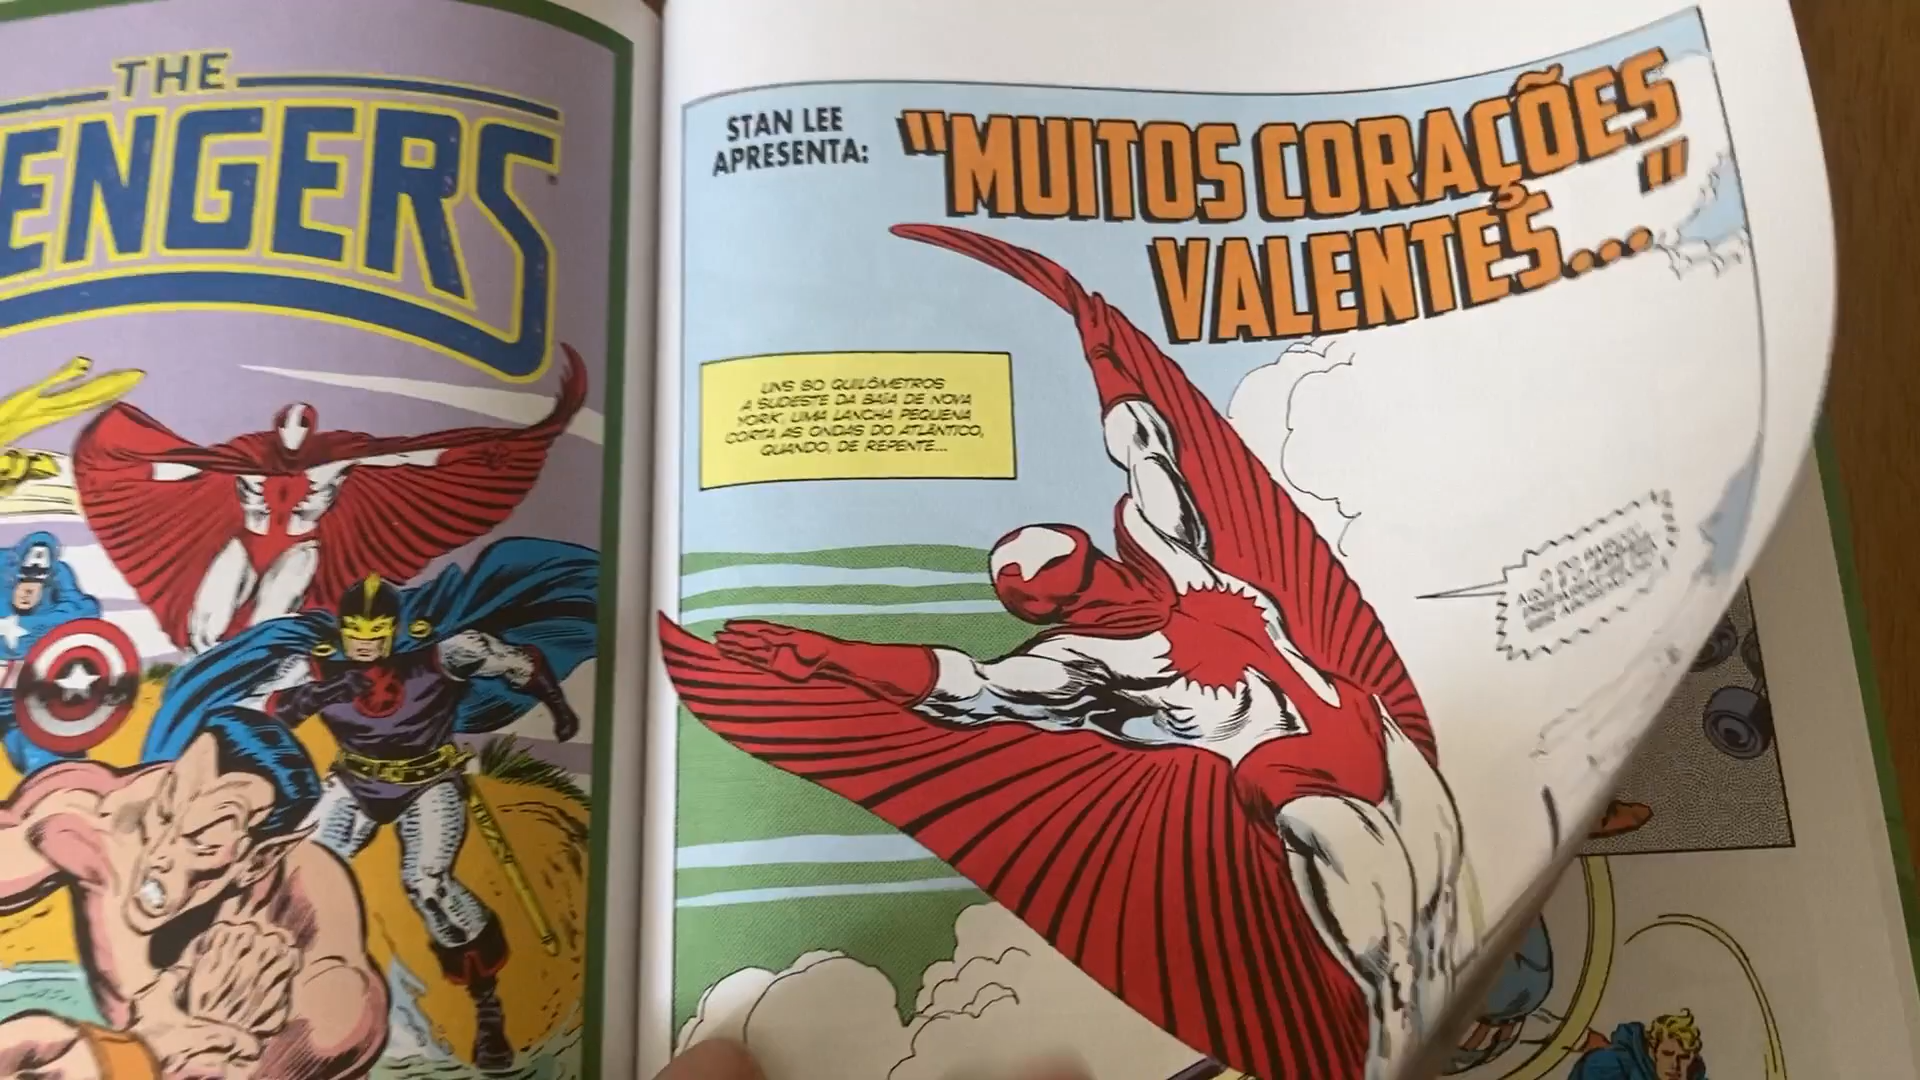 THE
ENGERS
STAN LEE
APRESENTA:
"MUITOS CORAÇÕES
VALENTES..."
UNS 80 QUILÔMETROS
A SUDESTE DA BAÍA DE NOVA
YORK, UMA LANCHA PEQUENA
CORTA AS ONDAS DO ATLÂNTICO,
QUANDO, DE REPENTE...
A